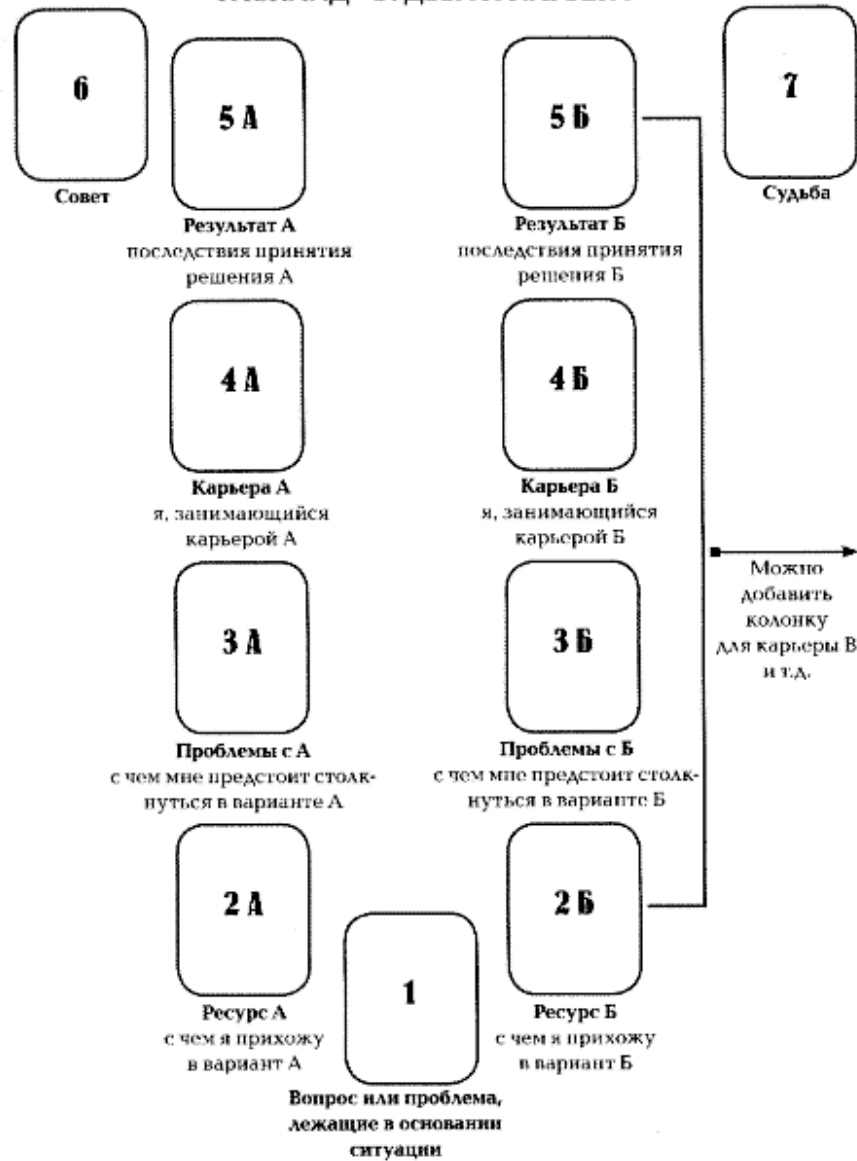 6
5 А
5 Б
7
Совет
Судьба
Результат А
последствия принятия
решения А
Результат Б
последствия принятия
решения Б
4 А
4 Б
Карьера А
я, занимающийся
карьерой А
Карьера Б
я, занимающийся
карьерой Б
Можно
добавить
колонку
для карьеры В
и т.д.
3 А
3 Б
Проблемы с А
с чем мне предстоит столк-
нуться в варианте А
Проблемы с Б
с чем мне предстоит столк-
нуться в варианте Б
2 А
2 Б
1
Ресурс А
с чем я прихожу
в вариант А
Ресурс Б
с чем я прихожу
в вариант Б
Вопрос или проблема,
лежащие в основании
ситуации